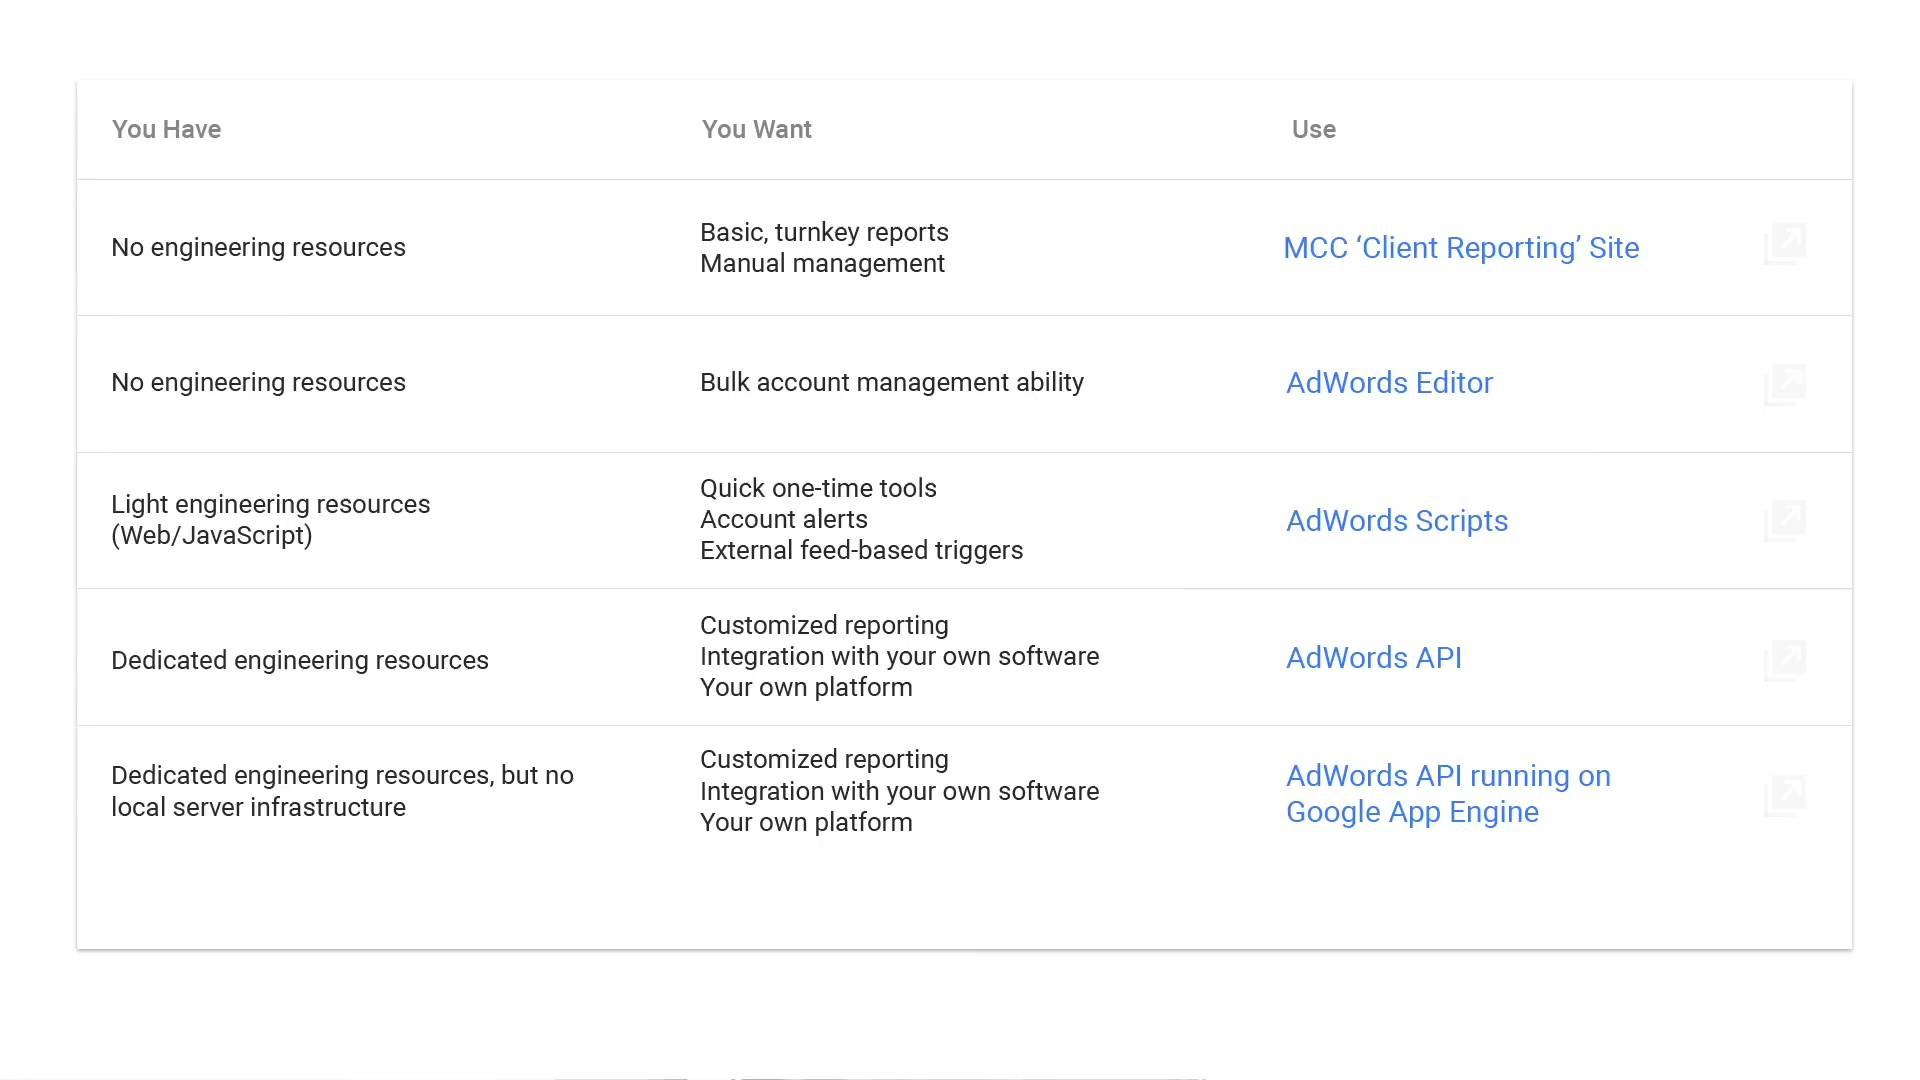 You Have
You Want
Use
No engineering resources
Basic, turnkey reports
Manual management
MCC ‘Client Reporting’ Site
No engineering resources
Bulk account management ability
AdWords Editor
Light engineering resources
(Web/JavaScript)
Quick one-time tools
Account alerts
External feed-based triggers
AdWords Scripts
Dedicated engineering resources
Customized reporting
Integration with your own software
Your own platform
AdWords API
Dedicated engineering resources, but no
local server infrastructure
Customized reporting
Integration with your own software
Your own platform
AdWords API running on
Google App Engine